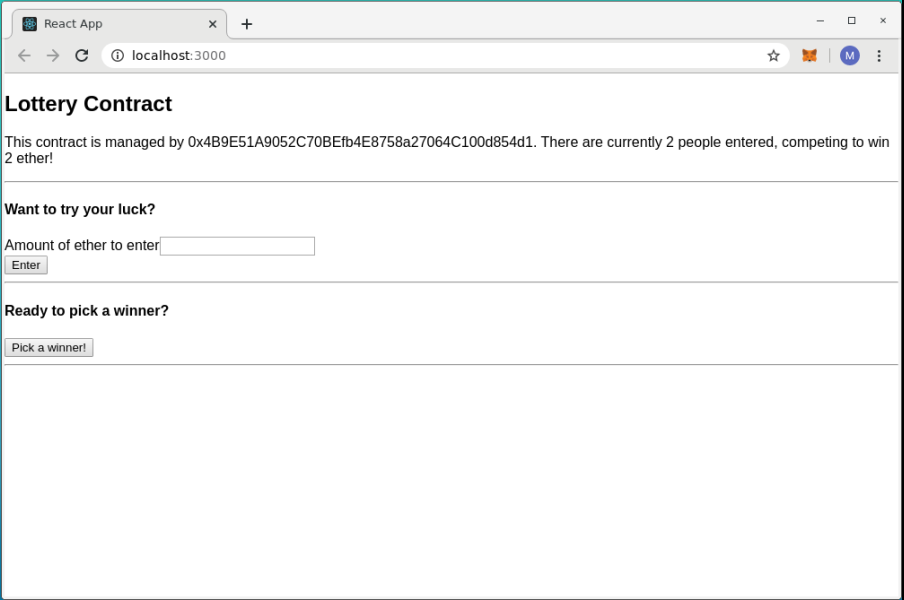 React App
localhost:3000
M
Lottery Contract
This contract is managed by 0x4B9E51A9052C70BEfb4E8758a27064C100d854d1. There are currently 2 people entered, competing to win
2 ether!
Want to try your luck?
Amount of ether to enter
Enter
Ready to pick a winner?
Pick a winner!